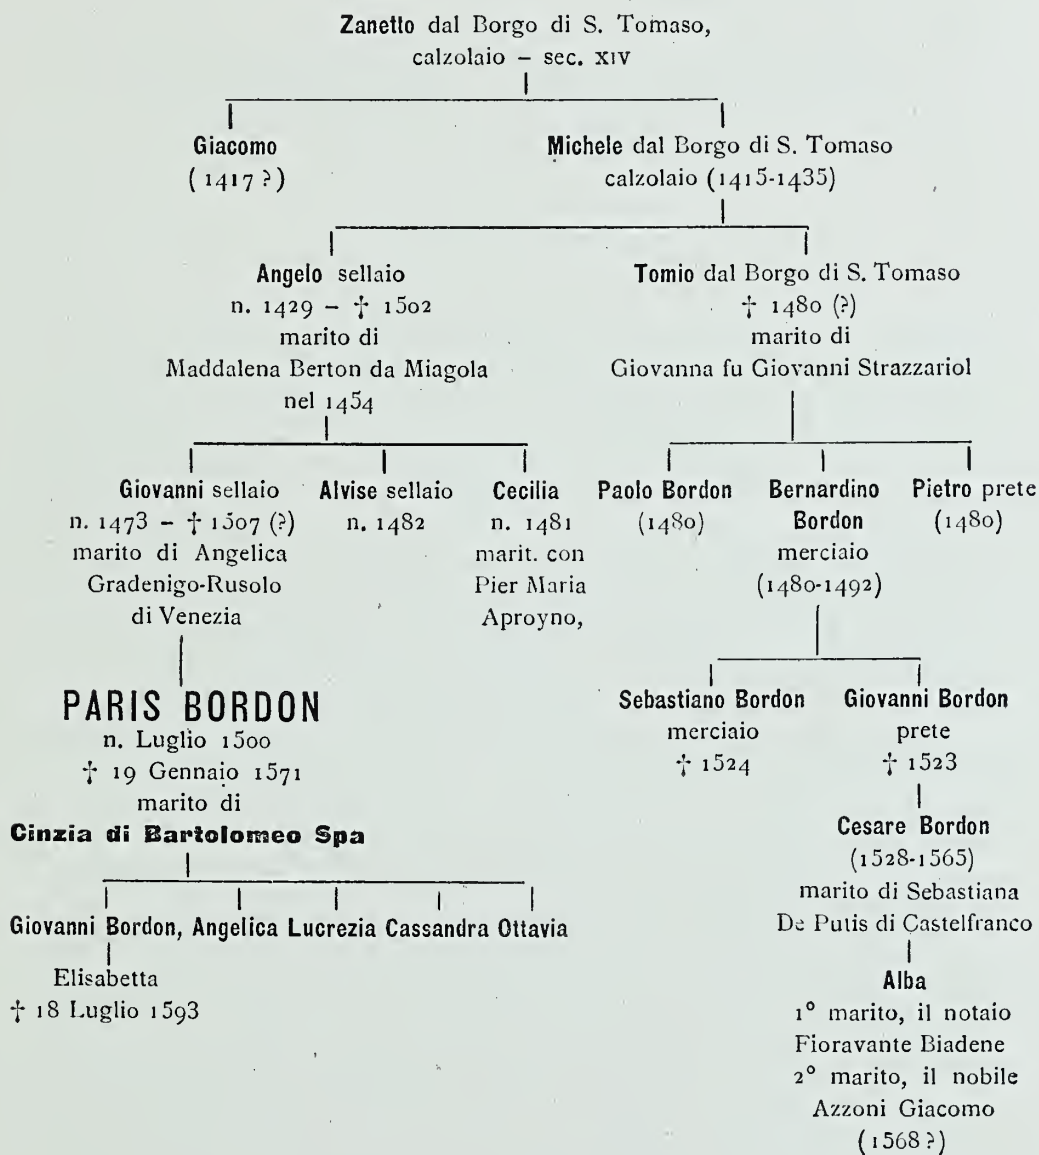 Zanetto dal Borgo di S. Tomaso,
calzolaio – sec. XIV
Giacomo
(1417?)
Michele dal Borgo di S. Tomaso
calzolaio (1415-1435)
Angelo sellaio
n. 1429 – † 1502
marito di
Maddalena Berton da Miagola
nel 1454
Tomio dal Borgo di S. Tomaso
† 1480 (?)
marito di
Giovanna fu Giovanni Strazzariol
Giovanni sellaio
n. 1473 – † 1507 (?)
marito di Angelica
Gradenigo-Rusolo
di Venezia
Alvise sellaio
n. 1482
Cecilia
n. 1481
marit. con
Pier Maria
Aproyno,
Paolo Bordon
(1480)
Bernardino
Bordon
merciaio
(1480-1492)
Pietro prete
(1480)
PARIS BORDON
n. Luglio 1500
† 19 Gennaio 1571
marito di
Cinzia di Bartolomeo Spa
Sebastiano Bordon
merciaio
† 1524
Giovanni Bordon
prete
† 1523
Cesare Bordon
(1528-1565)
marito di Sebastiana
De Putis di Castelfranco
Giovanni Bordon, Angelica Lucrezia Cassandra Ottavia
Elisabetta
† 18 Luglio 1593
Alba
1° marito, il notaio
Fioravante Biadene
2° marito, il nobile
Azzoni Giacomo
(1568?)